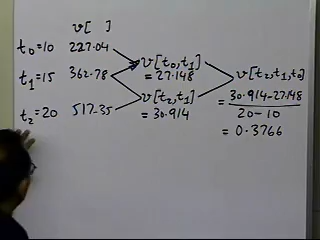 v[ ]
t₀=10 227.04
v[t₀,t₁]
= 27.148
t₁=15 362.78
v[t₂,t₁,t₀]
= 30.914-27.148
20-10
= 0.3766
v[t₂,t₁]
= 30.914
t₂=20 517.35